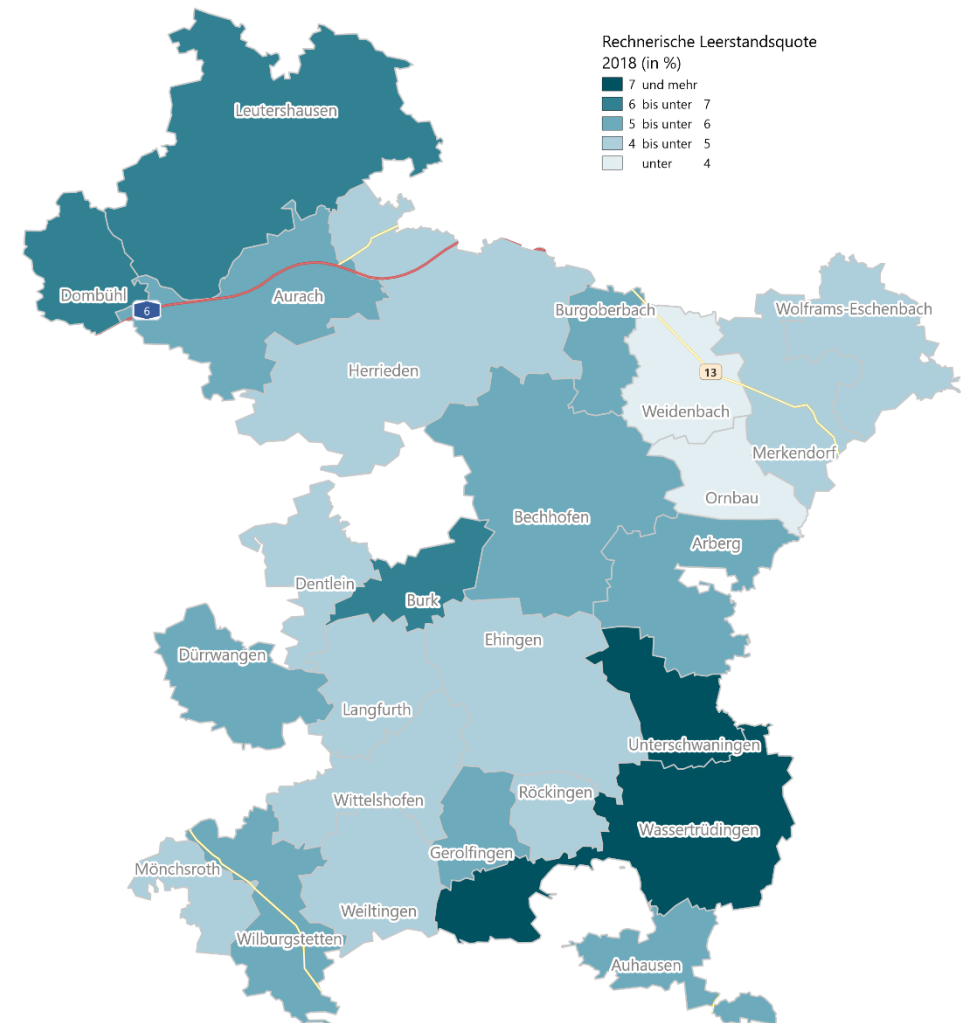 Rechnerische Leerstandsquote
2018 (in %)
7 und mehr
6 bis unter 7
5 bis unter 6
4 bis unter 5
unter 4
Leutershausen
Dombühl
6
Aurach
Burgoberbach
Wolframs-Eschenbach
Herrieden
13
Weidenbach
Merkendorf
Ornbau
Bechhofen
Arberg
Dentlein
Burk
Ehingen
Dürrwangen
Langfurth
Unterschwaningen
Röckingen
Wittelshofen
Wassertrüdingen
Gerolfingen
Mönchsroth
Weiltingen
Wilburgstetten
Auhausen